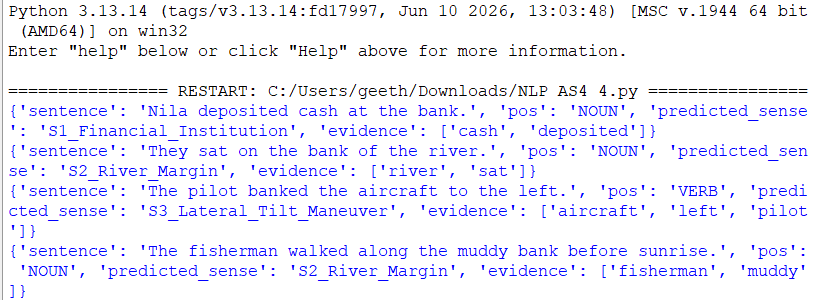 Python 3.13.14 (tags/v3.13.14:fd17997, Jun 10 2026, 13:03:48) [MSC v.1944 64 bit
 (AMD64)] on win32
Enter "help" below or click "Help" above for more information.
================ RESTART: C:/Users/geeth/Downloads/NLP AS4 4.py ================
{'sentence': 'Nila deposited cash at the bank.', 'pos': 'NOUN', 'predicted_sense
': 'S1_Financial_Institution', 'evidence': ['cash', 'deposited']}
{'sentence': 'They sat on the bank of the river.', 'pos': 'NOUN', 'predicted_sen
se': 'S2_River_Margin', 'evidence': ['river', 'sat']}
{'sentence': 'The pilot banked the aircraft to the left.', 'pos': 'VERB', 'predi
cted_sense': 'S3_Lateral_Tilt_Maneuver', 'evidence': ['aircraft', 'left', 'pilot
']}
{'sentence': 'The fisherman walked along the muddy bank before sunrise.', 'pos':
 'NOUN', 'predicted_sense': 'S2_River_Margin', 'evidence': ['fisherman', 'muddy'
]}